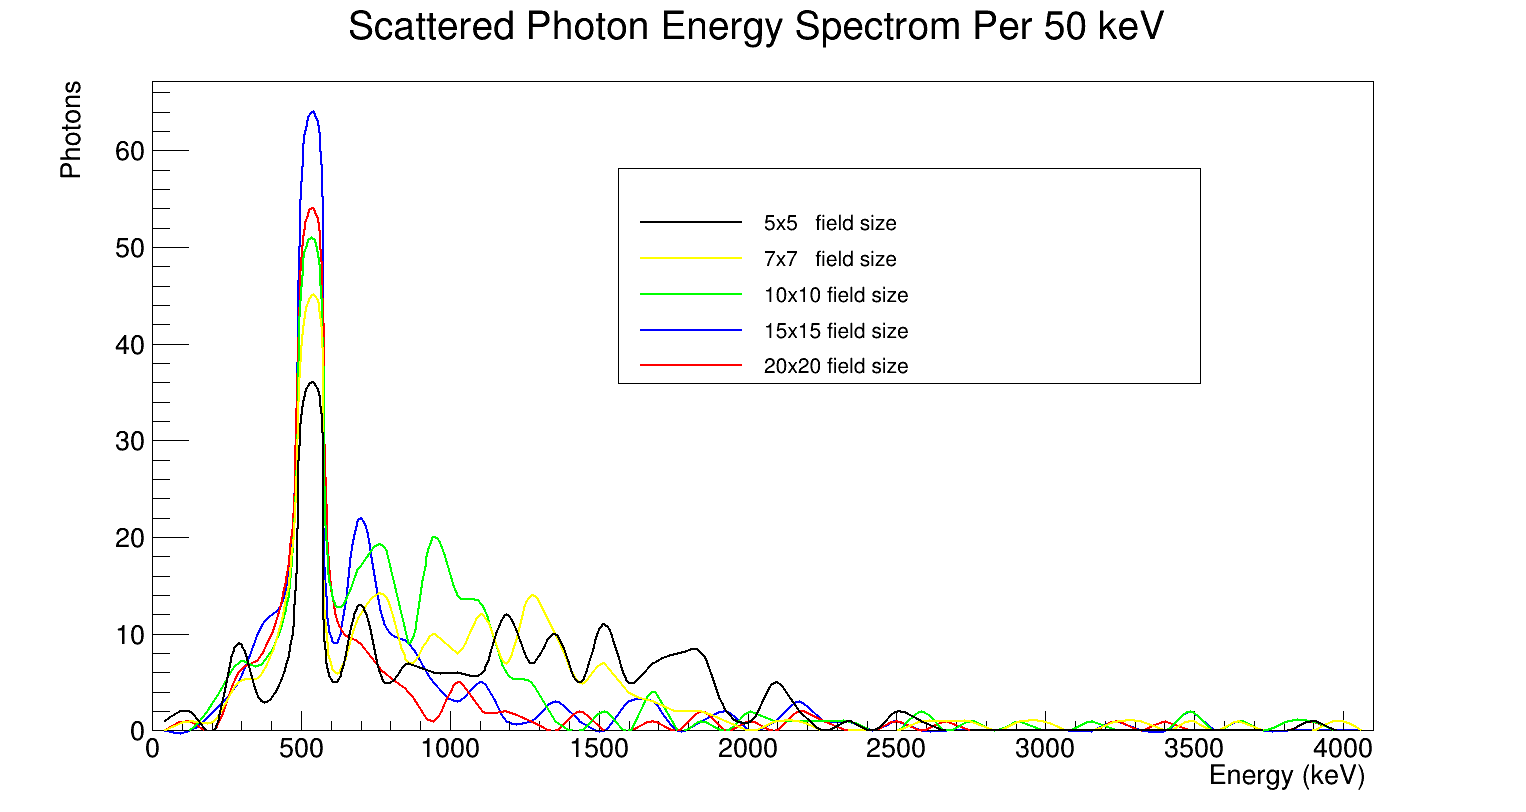 Scattered Photon Energy Spectrom Per 50 keV
Photons
60
50
40
30
20
10
0
5x5 field size
7x7 field size
10x10 field size
15x15 field size
20x20 field size
0 500 1000 1500 2000 2500 3000 3500 4000
Energy (keV)